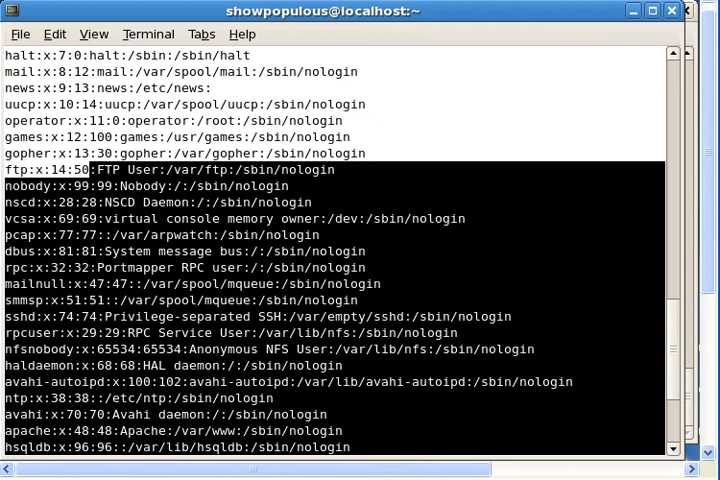 showpopulous@localhost:~
File Edit View Terminal Tabs Help
halt:x:7:0:halt:/sbin:/sbin/halt
mail:x:8:12:mail:/var/spool/mail:/sbin/nologin
news:x:9:13:news:/etc/news:
uucp:x:10:14:uucp:/var/spool/uucp:/sbin/nologin
operator:x:11:0:operator:/root:/sbin/nologin
games:x:12:100:games:/usr/games:/sbin/nologin
gopher:x:13:30:gopher:/var/gopher:/sbin/nologin
ftp:x:14:50:FTP User:/var/ftp:/sbin/nologin
nobody:x:99:99:Nobody:/:/sbin/nologin
nscd:x:28:28:NSCD Daemon:/:/sbin/nologin
vcsa:x:69:69:virtual console memory owner:/dev:/sbin/nologin
pcap:x:77:77::/var/arpwatch:/sbin/nologin
dbus:x:81:81:System message bus:/:/sbin/nologin
rpc:x:32:32:Portmapper RPC user:/:/sbin/nologin
mailnull:x:47:47::/var/spool/mqueue:/sbin/nologin
smmsp:x:51:51::/var/spool/mqueue:/sbin/nologin
sshd:x:74:74:Privilege-separated SSH:/var/empty/sshd:/sbin/nologin
rpcuser:x:29:29:RPC Service User:/var/lib/nfs:/sbin/nologin
nfsnobody:x:65534:65534:Anonymous NFS User:/var/lib/nfs:/sbin/nologin
haldaemon:x:68:68:HAL daemon:/:/sbin/nologin
avahi-autoipd:x:100:102:avahi-autoipd:/var/lib/avahi-autoipd:/sbin/nologin
ntp:x:38:38::/etc/ntp:/sbin/nologin
avahi:x:70:70:Avahi daemon:/:/sbin/nologin
apache:x:48:48:Apache:/var/www:/sbin/nologin
hsqldb:x:96:96::/var/lib/hsqldb:/sbin/nologin